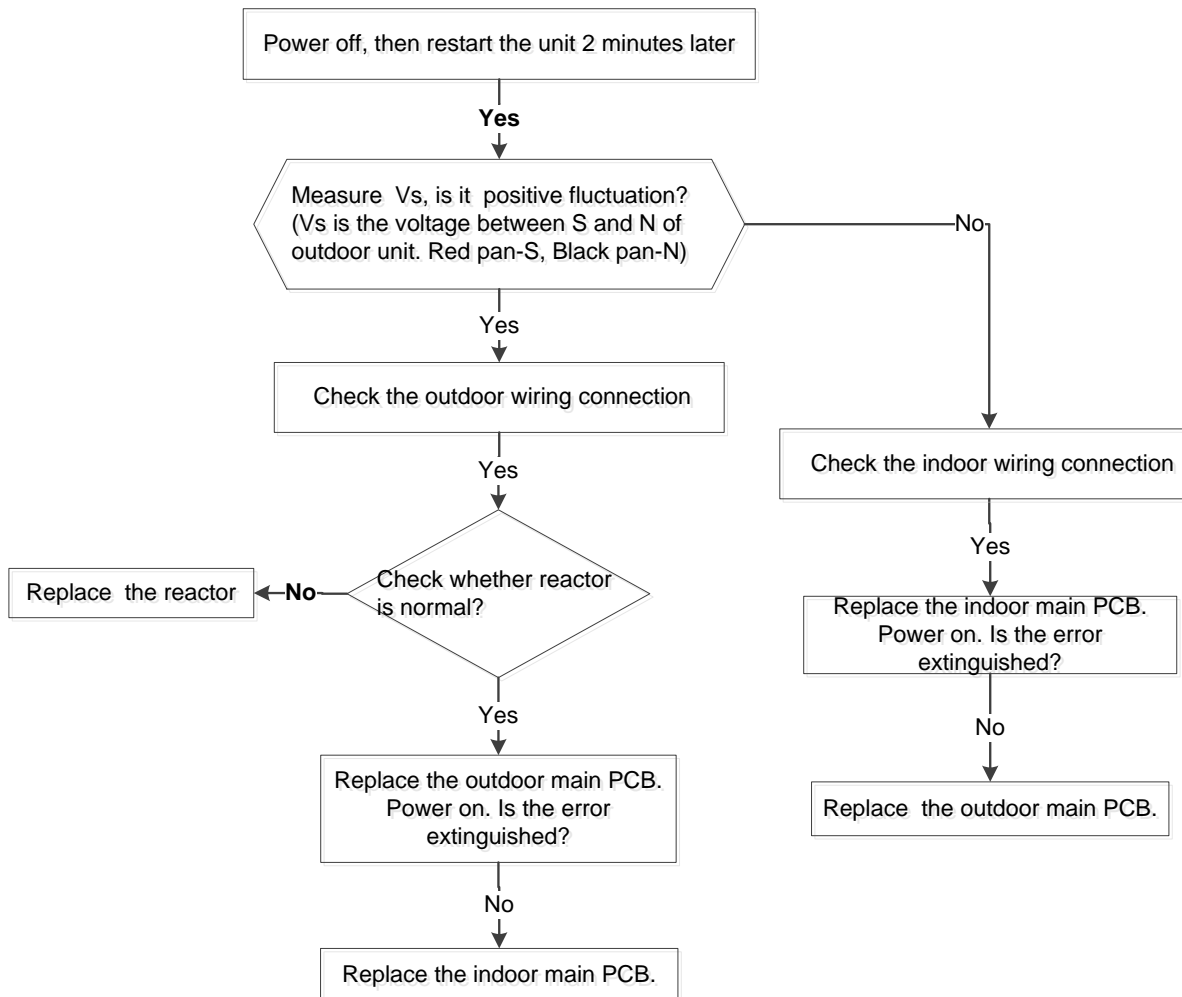 Power off, then restart the unit 2 minutes later
Yes
Measure Vs, is it positive fluctuation?
(Vs is the voltage between S and N of
outdoor unit. Red pan-S, Black pan-N)
No
Yes
Check the outdoor wiring connection
Check the indoor wiring connection
Yes
Yes
Check whether reactor
is normal?
No
Replace the reactor
Replace the indoor main PCB.
Power on. Is the error
extinguished?
Yes
No
Replace the outdoor main PCB.
Power on. Is the error
extinguished?
Replace the outdoor main PCB.
No
Replace the indoor main PCB.